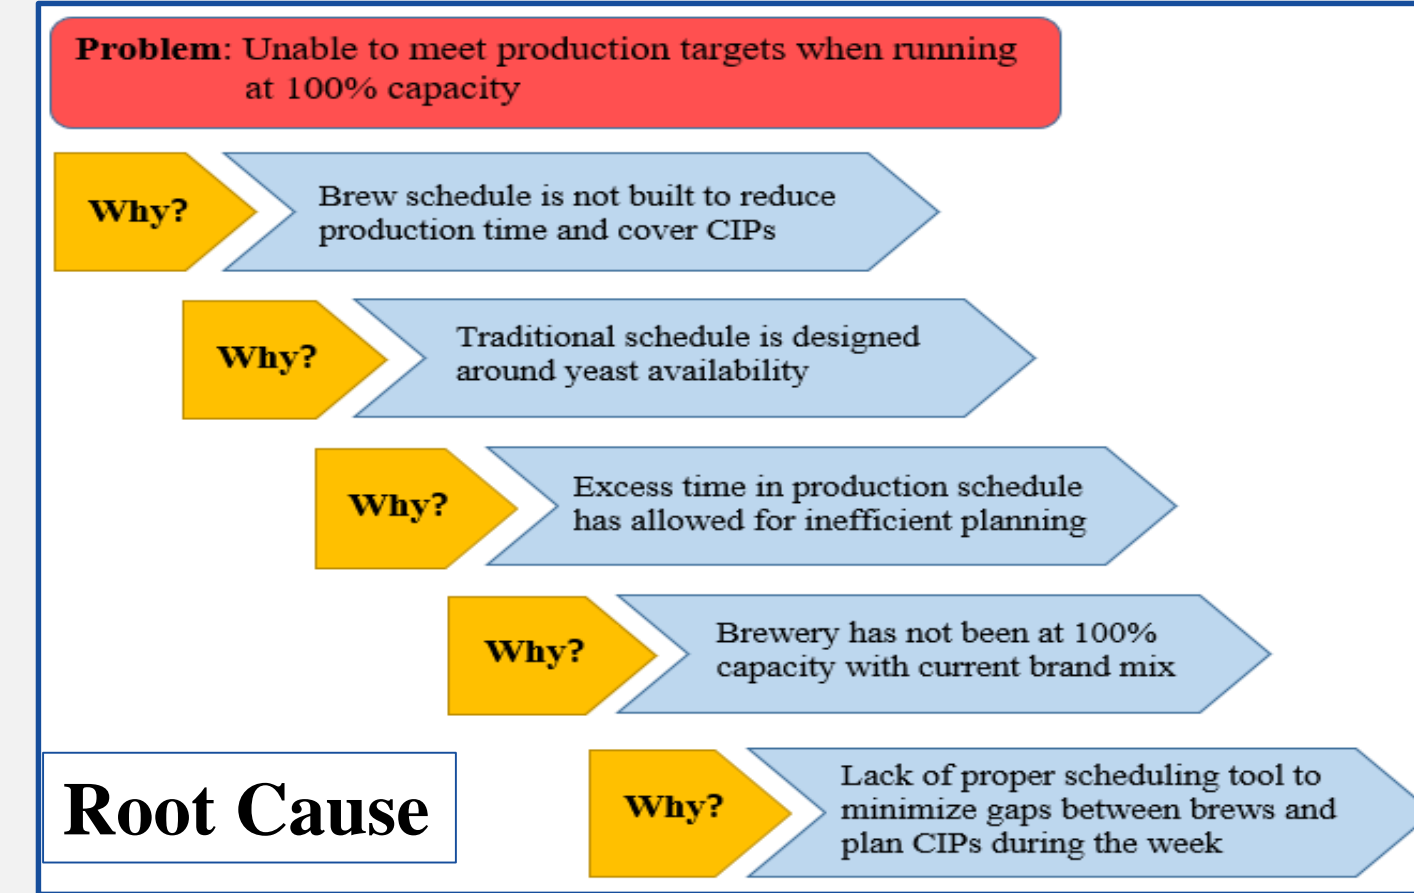 Problem: Unable to meet production targets when running
at 100% capacity
Why?
Brew schedule is not built to reduce
production time and cover CIPs
Why?
Traditional schedule is designed
around yeast availability
Why?
Excess time in production schedule
has allowed for inefficient planning
Why?
Brewery has not been at 100%
capacity with current brand mix
Why?
Lack of proper scheduling tool to
minimize gaps between brews and
plan CIPs during the week
Root Cause